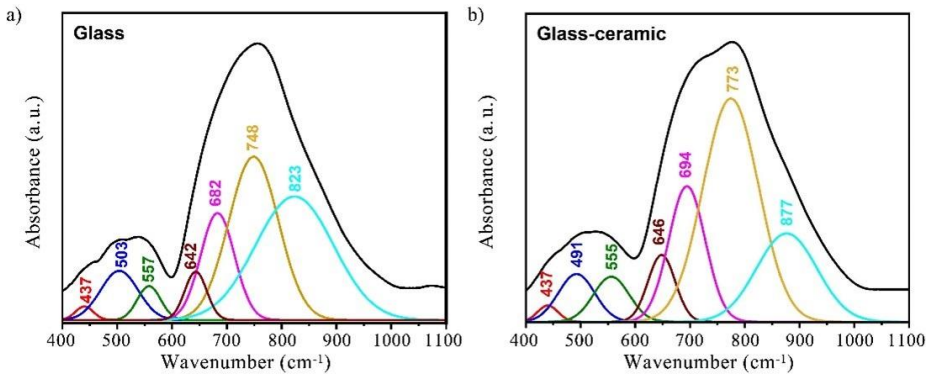 a)
Glass
Absorbance (a.u.)
437
503
557
642
682
748
823
400 500 600 700 800 900 1000 1100
Wavenumber (cm⁻¹)
b)
Glass-ceramic
Absorbance (a.u.)
437
491
555
646
694
773
877
400 500 600 700 800 900 1000 1100
Wavenumber (cm⁻¹)